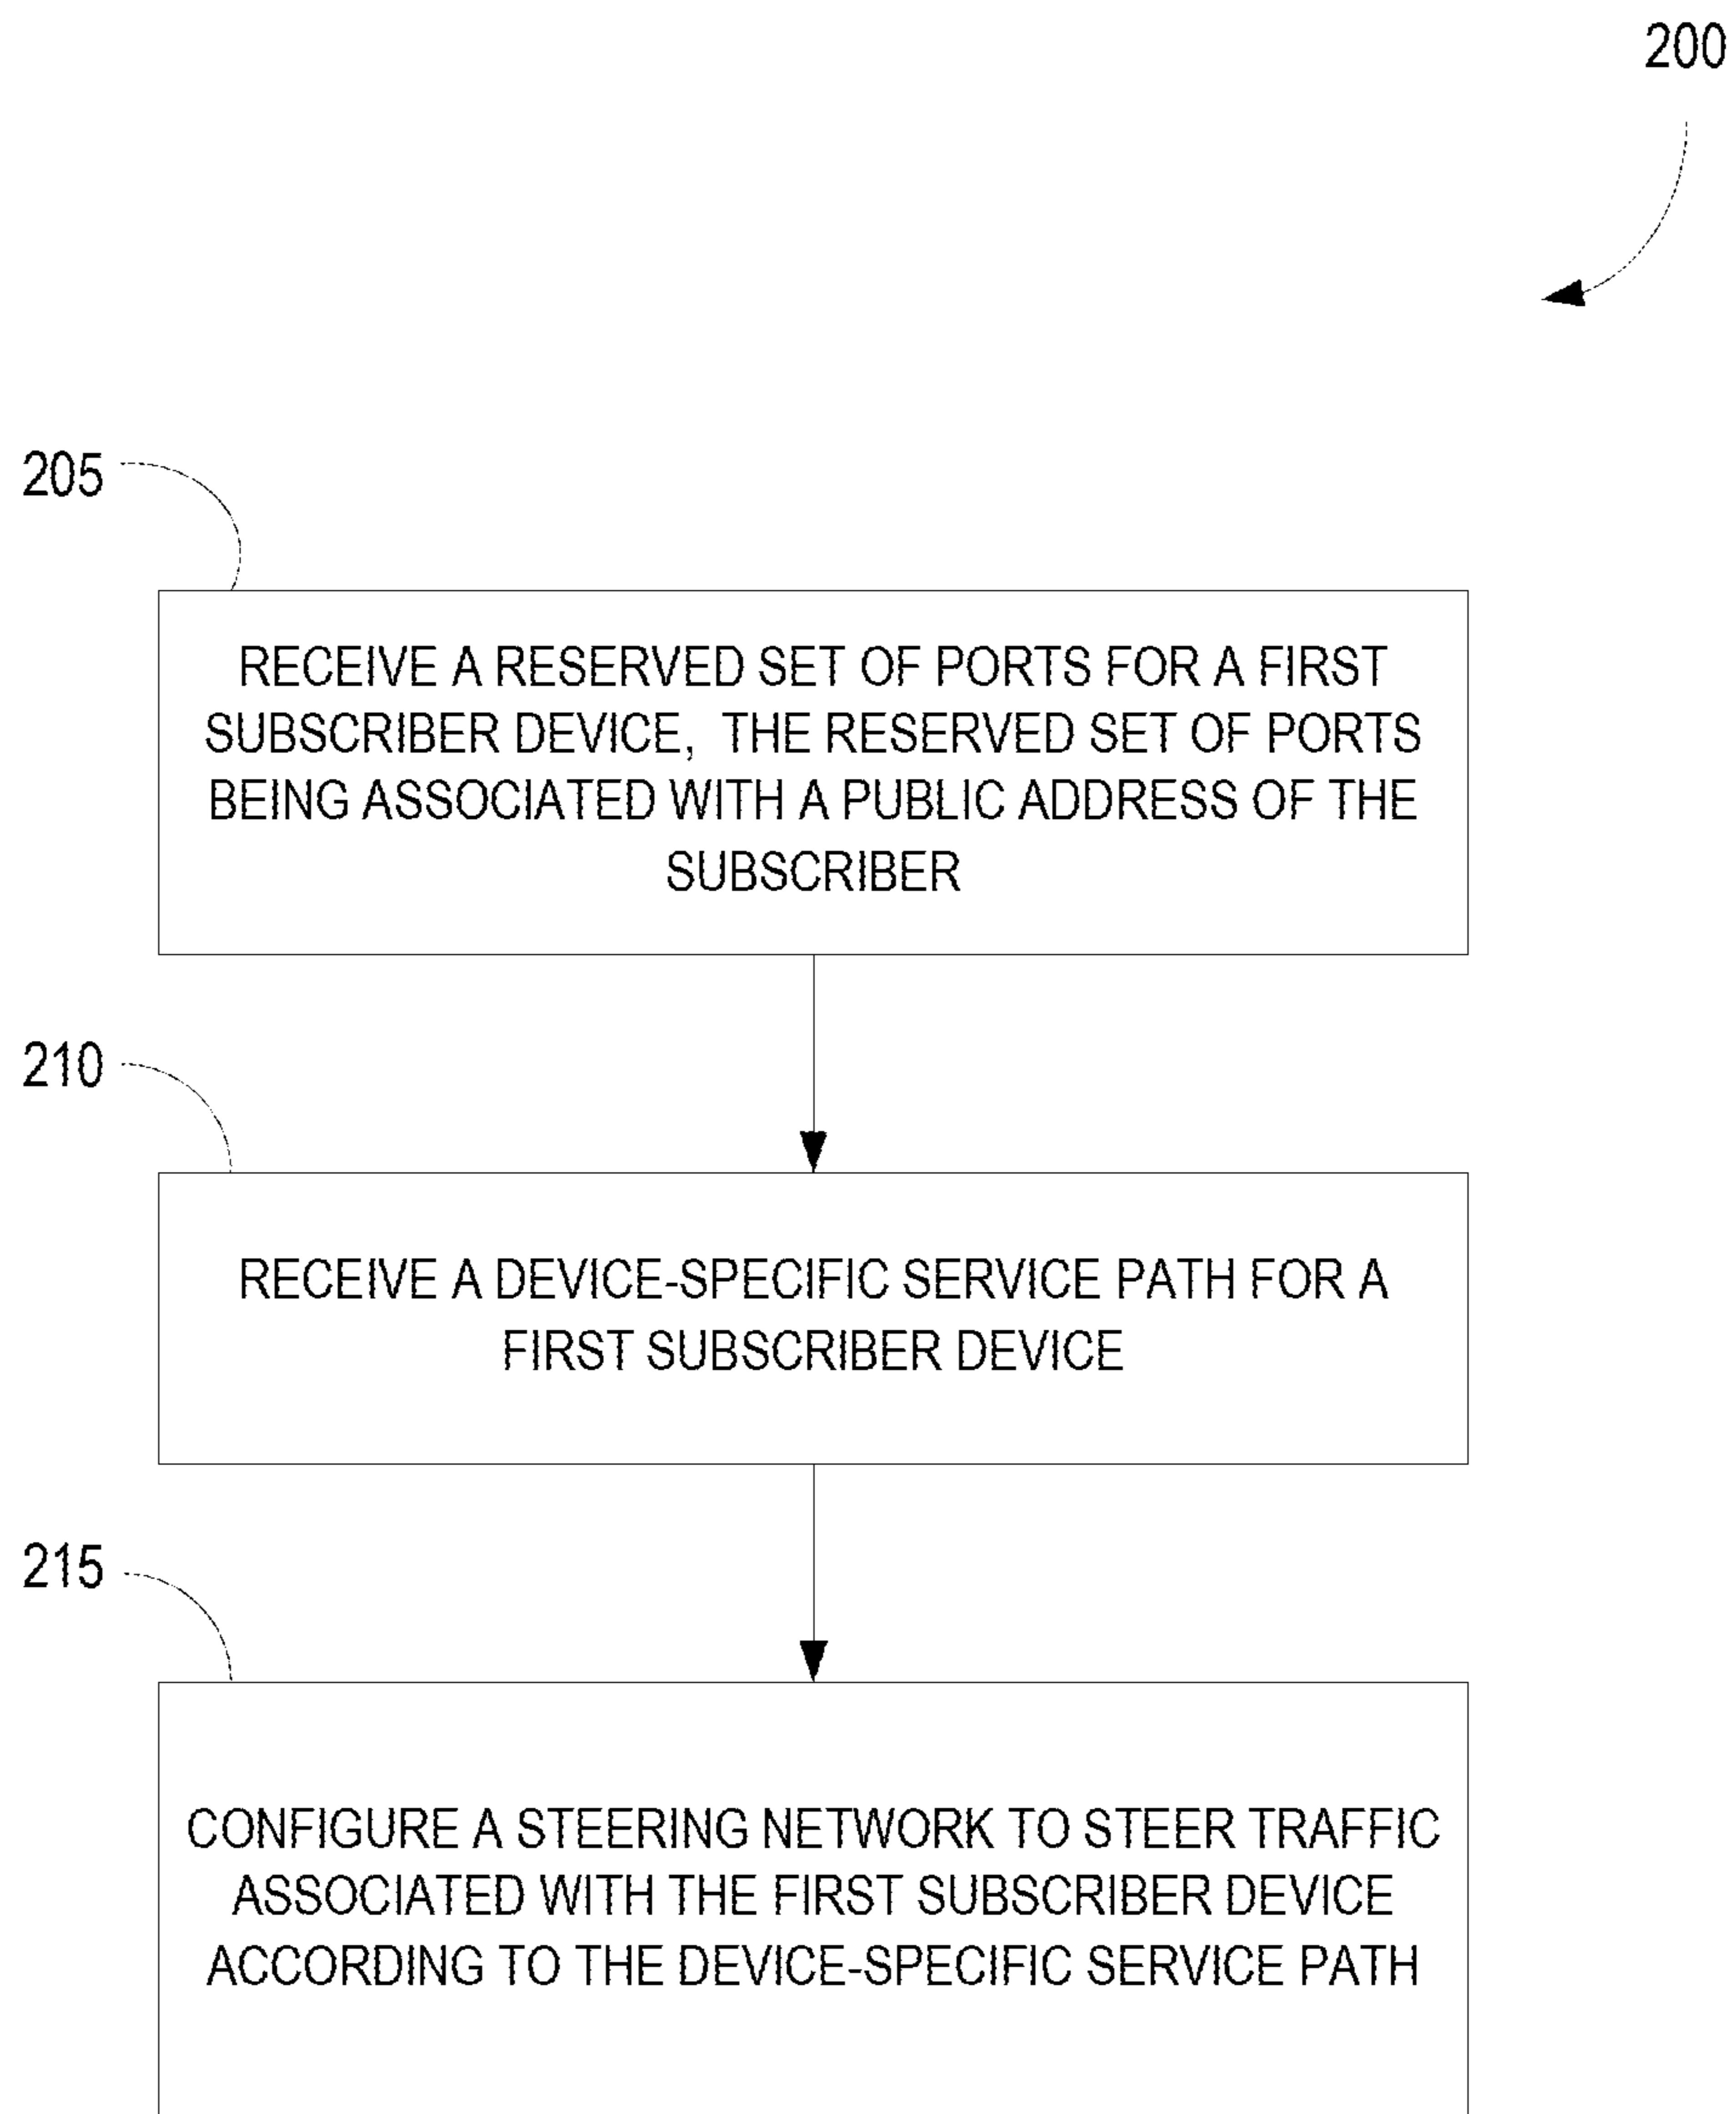 200
205
RECEIVE A RESERVED SET OF PORTS FOR A FIRST
SUBSCRIBER DEVICE, THE RESERVED SET OF PORTS
BEING ASSOCIATED WITH A PUBLIC ADDRESS OF THE
SUBSCRIBER
210
RECEIVE A DEVICE-SPECIFIC SERVICE PATH FOR A
FIRST SUBSCRIBER DEVICE
215
CONFIGURE A STEERING NETWORK TO STEER TRAFFIC
ASSOCIATED WITH THE FIRST SUBSCRIBER DEVICE
ACCORDING TO THE DEVICE-SPECIFIC SERVICE PATH